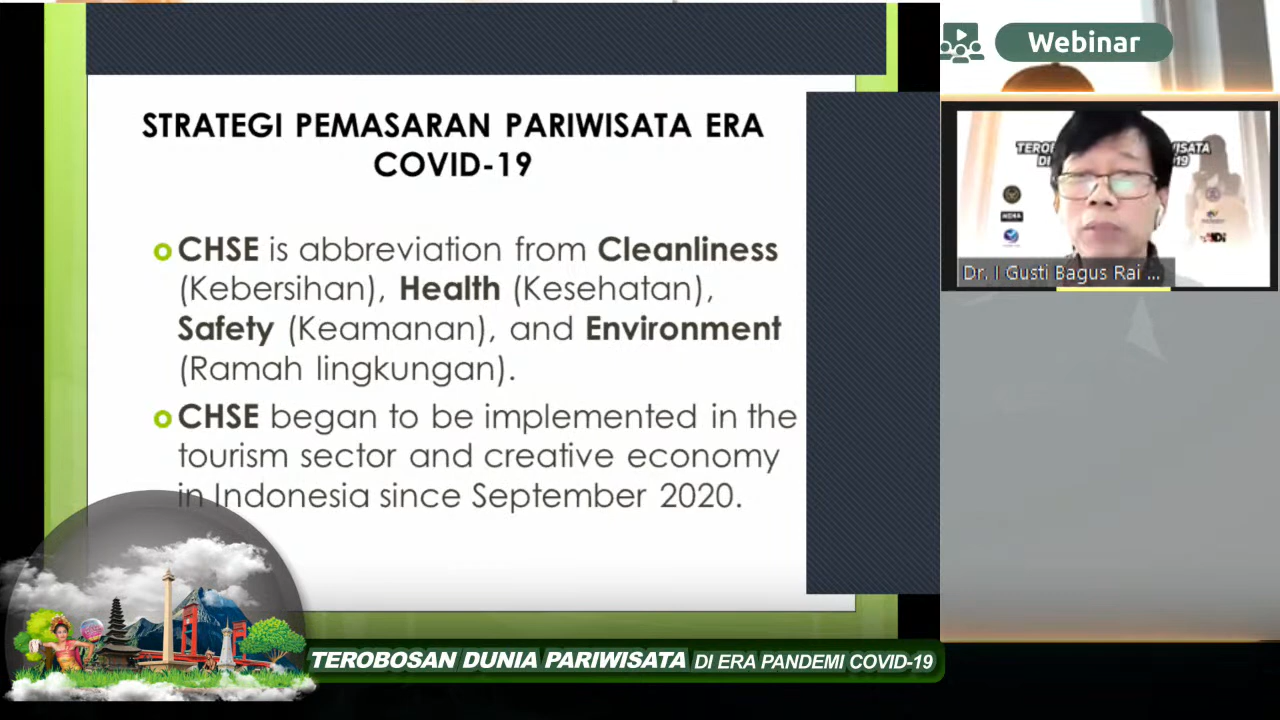 Webinar
STRATEGI PEMASARAN PARIWISATA ERA
COVID-19
CHSE is abbreviation from Cleanliness
(Kebersihan), Health (Kesehatan),
Safety (Keamanan), and Environment
(Ramah lingkungan).
CHSE began to be implemented in the
tourism sector and creative economy
in Indonesia since September 2020.
Dr. I Gusti Bagus Rai ...
TEROBOSAN DUNIA PARIWISATA DI ERA PANDEMI COVID-19